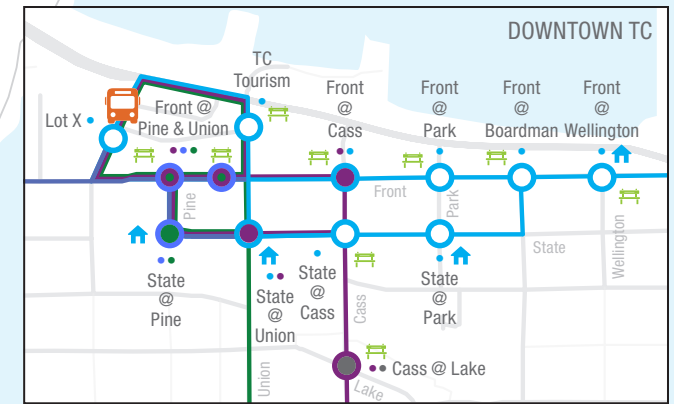 DOWNTOWN TC
TC
Tourism
Lot X
Front @
Pine & Union
Front
@
Cass
Front
@
Park
Front
@
Boardman
Front
@
Wellington
Pine
Front
Park
State
Wellington
State
@
Pine
State
@
Union
State
@
Cass
State
@
Park
Cass
Union
Cass @ Lake
Lake